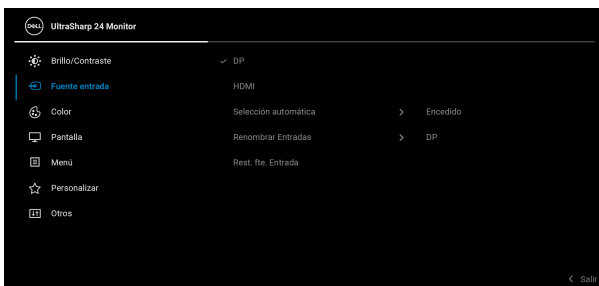 DELL UltraSharp 24 Monitor
Brillo/Contraste DP
Fuente entrada HDMI
Color Selección automática Encedido
Pantalla Renombrar Entradas DP
Menú Rest. fte. Entrada
Personalizar
Otros
Salir